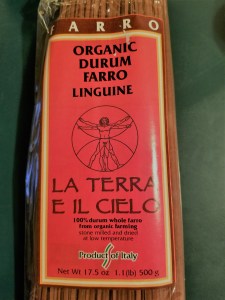 FARRO
ORGANIC
DURUM
FARRO
LINGUINE
LA TERRA
E IL CIELO
100% durum whole farro
from organic farming
stone milled and dried
at low temperature
Product of Italy
Net Wt 17.5 oz 1.1(lb) 500g